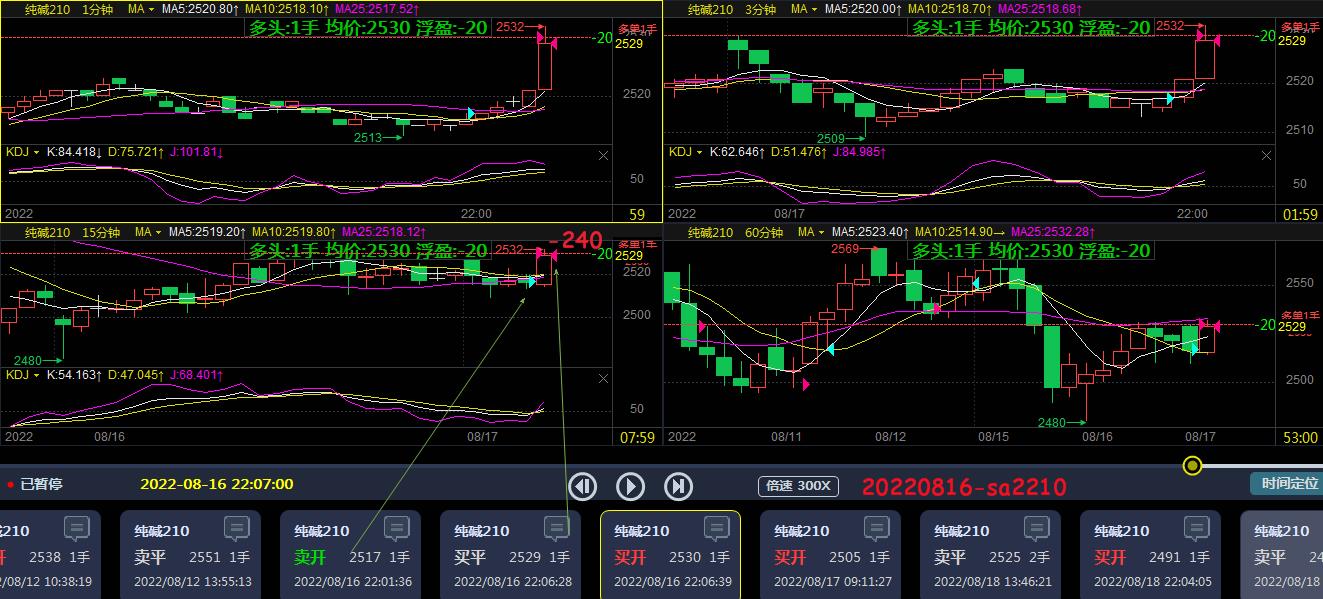 纯碱210 1分钟 MA MA5:2520.80↑ MA10:2518.10↑ MA25:2517.52↑
多头:1手 均价:2530 浮盈:-20 2532
多单1手
-20
2529
2520
2513
KDJ K:84.418↓ D:75.721↑ J:101.81↓
50
2022 22:00 59
纯碱210 3分钟 MA MA5:2520.00↑ MA10:2518.70↑ MA25:2518.68↑
多头:1手 均价:2530 浮盈:-20 2532
多单1手
-20
2529
2520
2510
2509
KDJ K:62.646↑ D:51.476↑ J:84.985↑
50
2022 08/17 22:00 01:59
纯碱210 15分钟 MA MA5:2519.20↑ MA10:2519.80↑ MA25:2518.12↑
-240
多头:1手 均价:2530 浮盈:-20 2532
多单1手
-20
2529
2520
2500
2480
KDJ K:54.163↑ D:47.045↑ J:68.401↑
50
2022 08/16 08/17 07:59
纯碱210 60分钟 MA MA5:2523.40↑ MA10:2514.90→ MA25:2532.28↑
2569
多头:1手 均价:2530 浮盈:-20
2550
多单1手
-20
2529
2500
2480
2022 08/11 08/12 08/15 08/16 08/17 53:00
已暂停 2022-08-16 22:07:00 倍速 300X 20220816-sa2210 时间定位
碱210
开 2538 1手
2/08/12 10:38:19
纯碱210
卖平 2551 1手
2022/08/12 13:55:13
纯碱210
卖开 2517 1手
2022/08/16 22:01:36
纯碱210
买平 2529 1手
2022/08/16 22:06:28
纯碱210
买开 2530 1手
2022/08/16 22:06:39
纯碱210
买开 2505 1手
2022/08/17 09:11:27
纯碱210
卖平 2525 2手
2022/08/18 13:46:21
纯碱210
买开 2491 1手
2022/08/18 22:04:05
纯碱210
卖平 24
2022/08/18